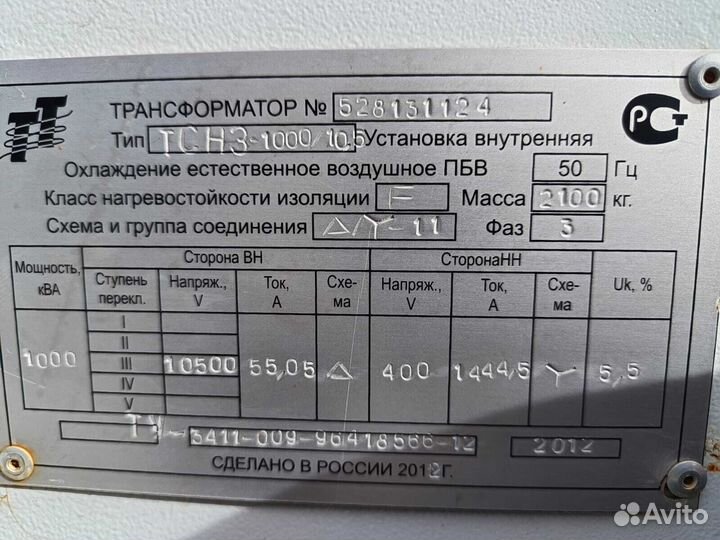 ТТ
ТРАНСФОРМАТОР № 528131124
Тип ТСНЗ-1000/10,5 Установка внутренняя
РСТ
Охлаждение естественное воздушное ПБВ 50 Гц
Класс нагревостойкости изоляции F Масса 2100 кг.
Схема и группа соединения △/Y-11 Фаз 3
Мощность, кВА
Сторона ВН
СторонаНН
Uk, %
Ступень перекл.
Напряж., V
Ток, А
Схе-ма
Напряж., V
Ток, А
Схе-ма
I
II
1000 III 10500 55,05 △ 400 1444,5 Y 5,5
IV
V
ТУ-3411-009-96418566-12 2012
СДЕЛАНО В РОССИИ 2012г.
Avito